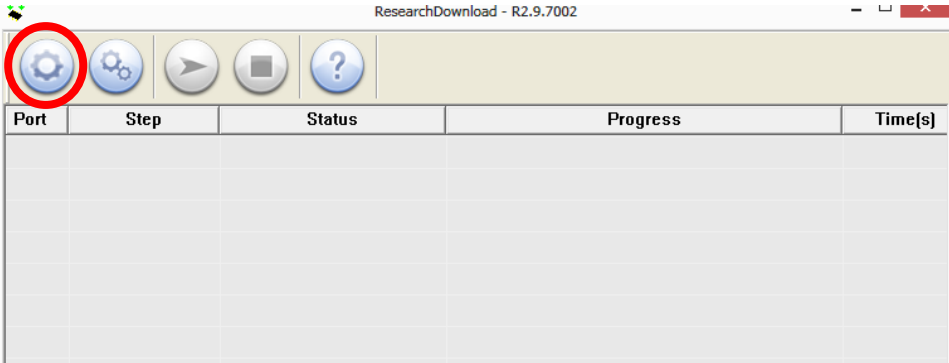 ResearchDownload - R2.9.7002
?
Port Step Status Progress Time(s)